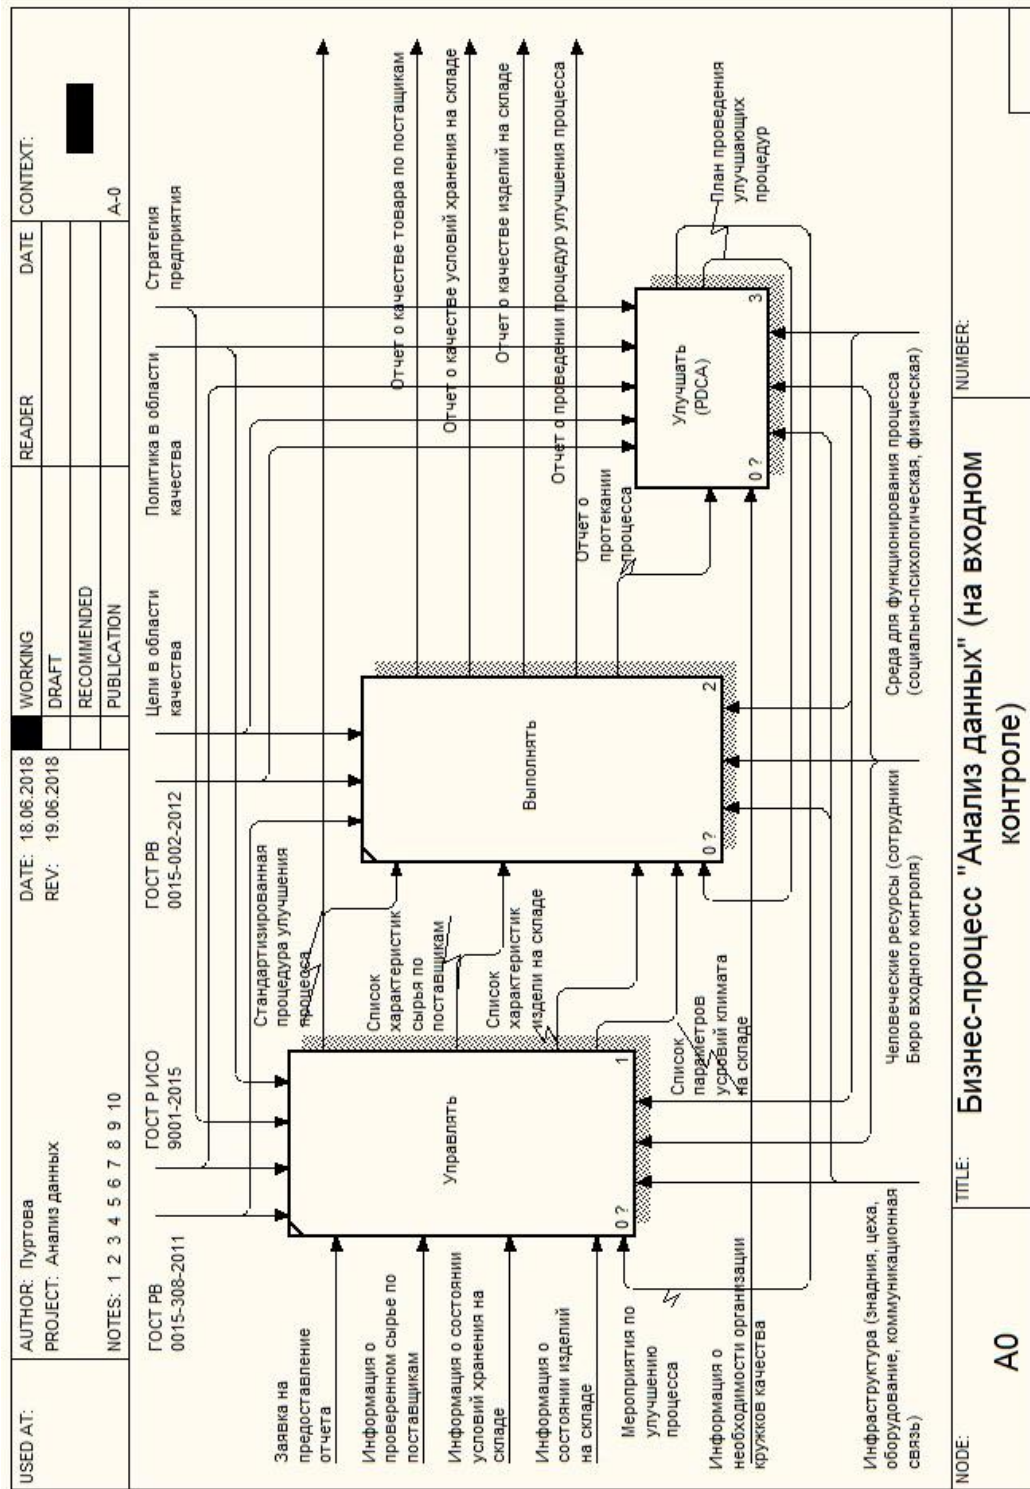 USED AT:
AUTHOR: Пуртова
PROJECT: Анализ данных
NOTES: 1 2 3 4 5 6 7 8 9 10
DATE: 18.06.2018
REV: 19.06.2018
WORKING
DRAFT
RECOMMENDED
PUBLICATION
READER
DATE
CONTEXT:
A-0
ГОСТ РВ
0015-308-2011
ГОСТ Р ИСО
9001-2015
ГОСТ РВ
0015-002-2012
Цели в области
качества
Политика в области
качества
Стратегия
предприятия
Заявка на
предоставление
отчета
Информация о
проверенном сырье по
поставщикам
Информация о состоянии
условий хранения на
складе
Информация о
состоянии изделий
на складе
Мероприятия по
улучшению
процесса
Информация о
необходимости организации
кружков качества
Управлять
0 ?
1
Стандартизированная
процедура улучшения
процесса
Список
характеристик
сырья по
поставщикам
Список
характеристик
издели на складе
Список
параметров
условий климата
на складе
Выполнять
0 ?
2
Отчет о качестве товара по постащикам
Отчет о качестве условий хранения на складе
Отчет о качестве изделий на складе
Отчет о проведении процедур улучшения процесса
Отчет о
протекании
процесса
Улучшать
(PDCA)
0 ?
3
План проведения
улучшающих
процедур
Инфраструктура (знадния, цеха,
оборудование, коммуникационная
связь)
Человеческие ресурсы (сотрудники
Бюро входного контроля)
Среда для функционирования процесса
(социально-психологическая, физическая)
NODE:
A0
TITLE:
Бизнес-процесс "Анализ данных" (на входном
контроле)
NUMBER: